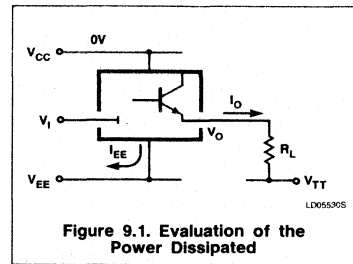 0V
VCC
IO
VI
VO
IEE
RL
VEE
VTT
LD05530S
Figure 9.1. Evaluation of the
Power Dissipated